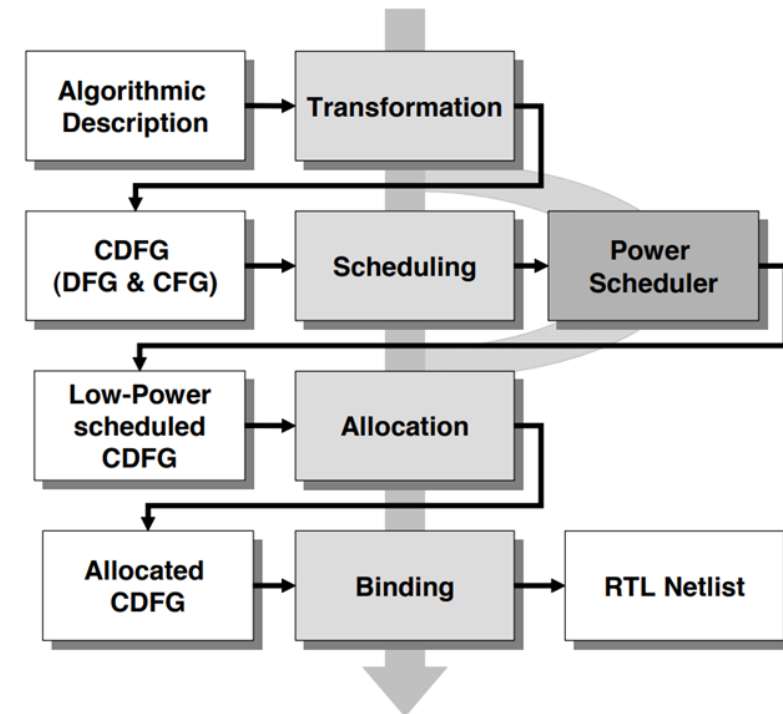 Algorithmic
Description
Transformation
CDFG
(DFG & CFG)
Scheduling
Power
Scheduler
Low-Power
scheduled
CDFG
Allocation
Allocated
CDFG
Binding
RTL Netlist